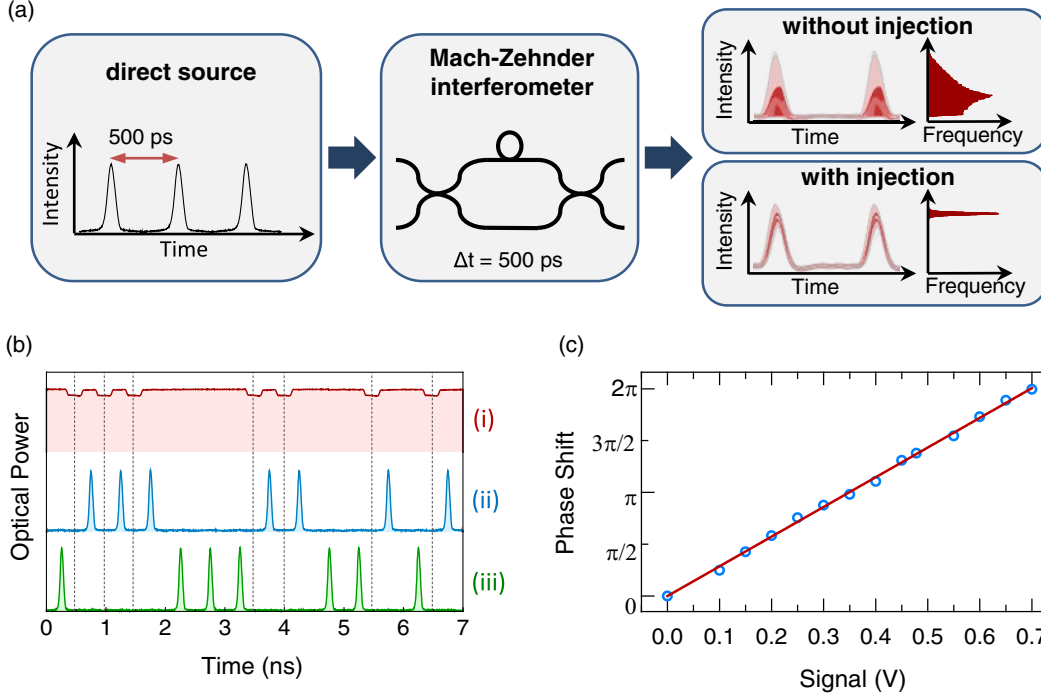 (a)
direct source
500 ps
Intensity
Time
Mach-Zehnder
interferometer
Δt = 500 ps
without injection
Intensity
Time
Frequency
with injection
Intensity
Time
Frequency
(b)
Optical Power
(i)
(ii)
(iii)
0 1 2 3 4 5 6 7
Time (ns)
(c)
Phase Shift
2π
3π/2
π
π/2
0
0.0 0.1 0.2 0.3 0.4 0.5 0.6 0.7
Signal (V)